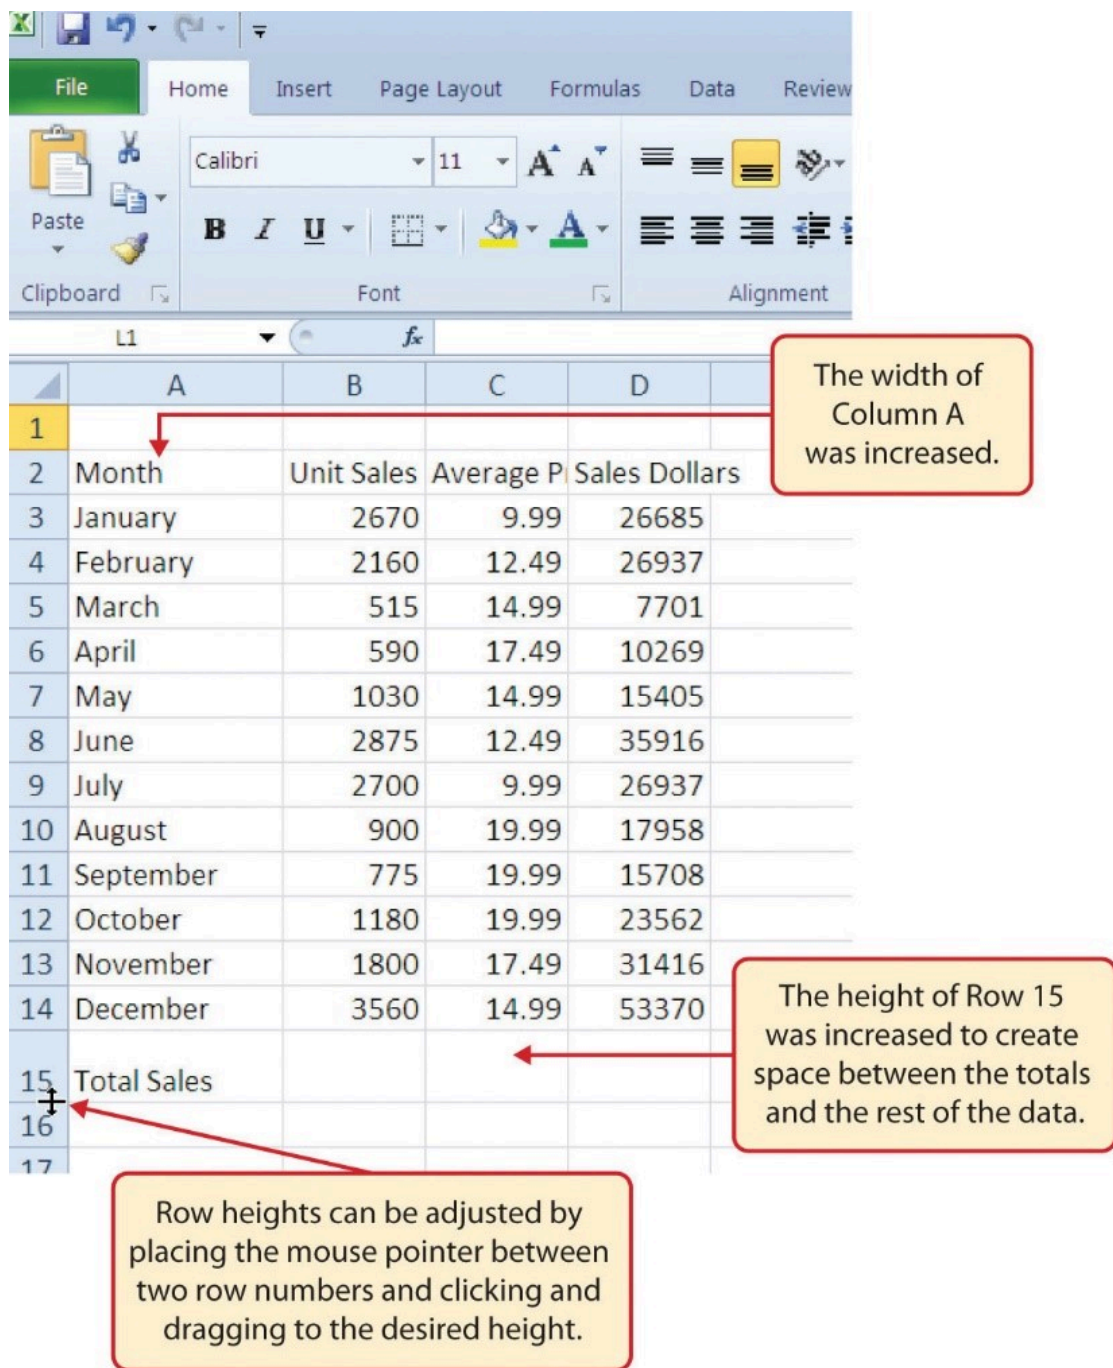 File Home Insert Page Layout Formulas Data Review
Calibri 11 A A
Paste
B I U A
Clipboard Font Alignment
L1 fx
A B C D
1
2 Month Unit Sales Average P Sales Dollars
3 January 2670 9.99 26685
4 February 2160 12.49 26937
5 March 515 14.99 7701
6 April 590 17.49 10269
7 May 1030 14.99 15405
8 June 2875 12.49 35916
9 July 2700 9.99 26937
10 August 900 19.99 17958
11 September 775 19.99 15708
12 October 1180 19.99 23562
13 November 1800 17.49 31416
14 December 3560 14.99 53370
15 Total Sales
16
17
The width of
Column A
was increased.
The height of Row 15
was increased to create
space between the totals
and the rest of the data.
Row heights can be adjusted by
placing the mouse pointer between
two row numbers and clicking and
dragging to the desired height.